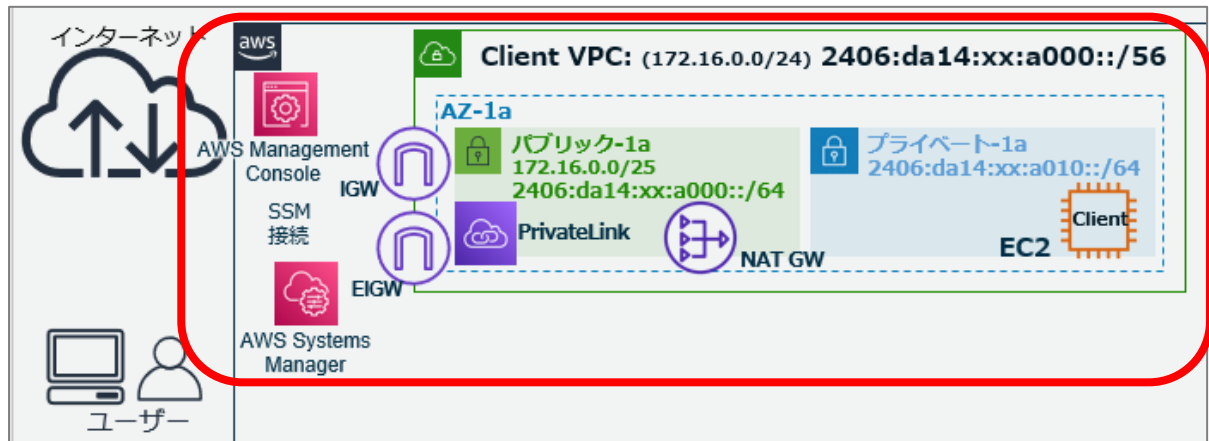 インターネット
aws
Client VPC: (172.16.0.0/24) 2406:da14:xx:a000::/56
AZ-1a
パブリック-1a
172.16.0.0/25
2406:da14:xx:a000::/64
プライベート-1a
2406:da14:xx:a010::/64
AWS Management
Console
IGW
SSM
接続
PrivateLink
NAT GW
Client
EC2
EIGW
AWS Systems
Manager
ユーザー